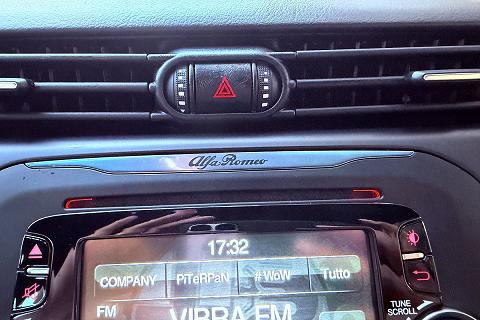 Alfa Romeo
17:32
COMPANY PiTeRPaN #WoW Tutto
FM VIBRA FM
TUNE
SCROLL